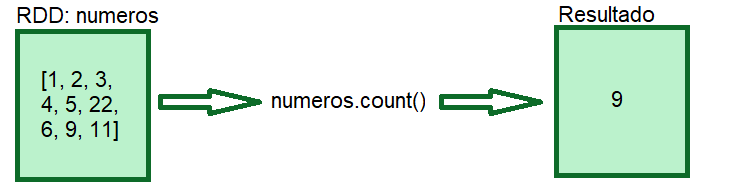 RDD: numeros
[1, 2, 3,
4, 5, 22,
6, 9, 11]
numeros.count()
Resultado
9